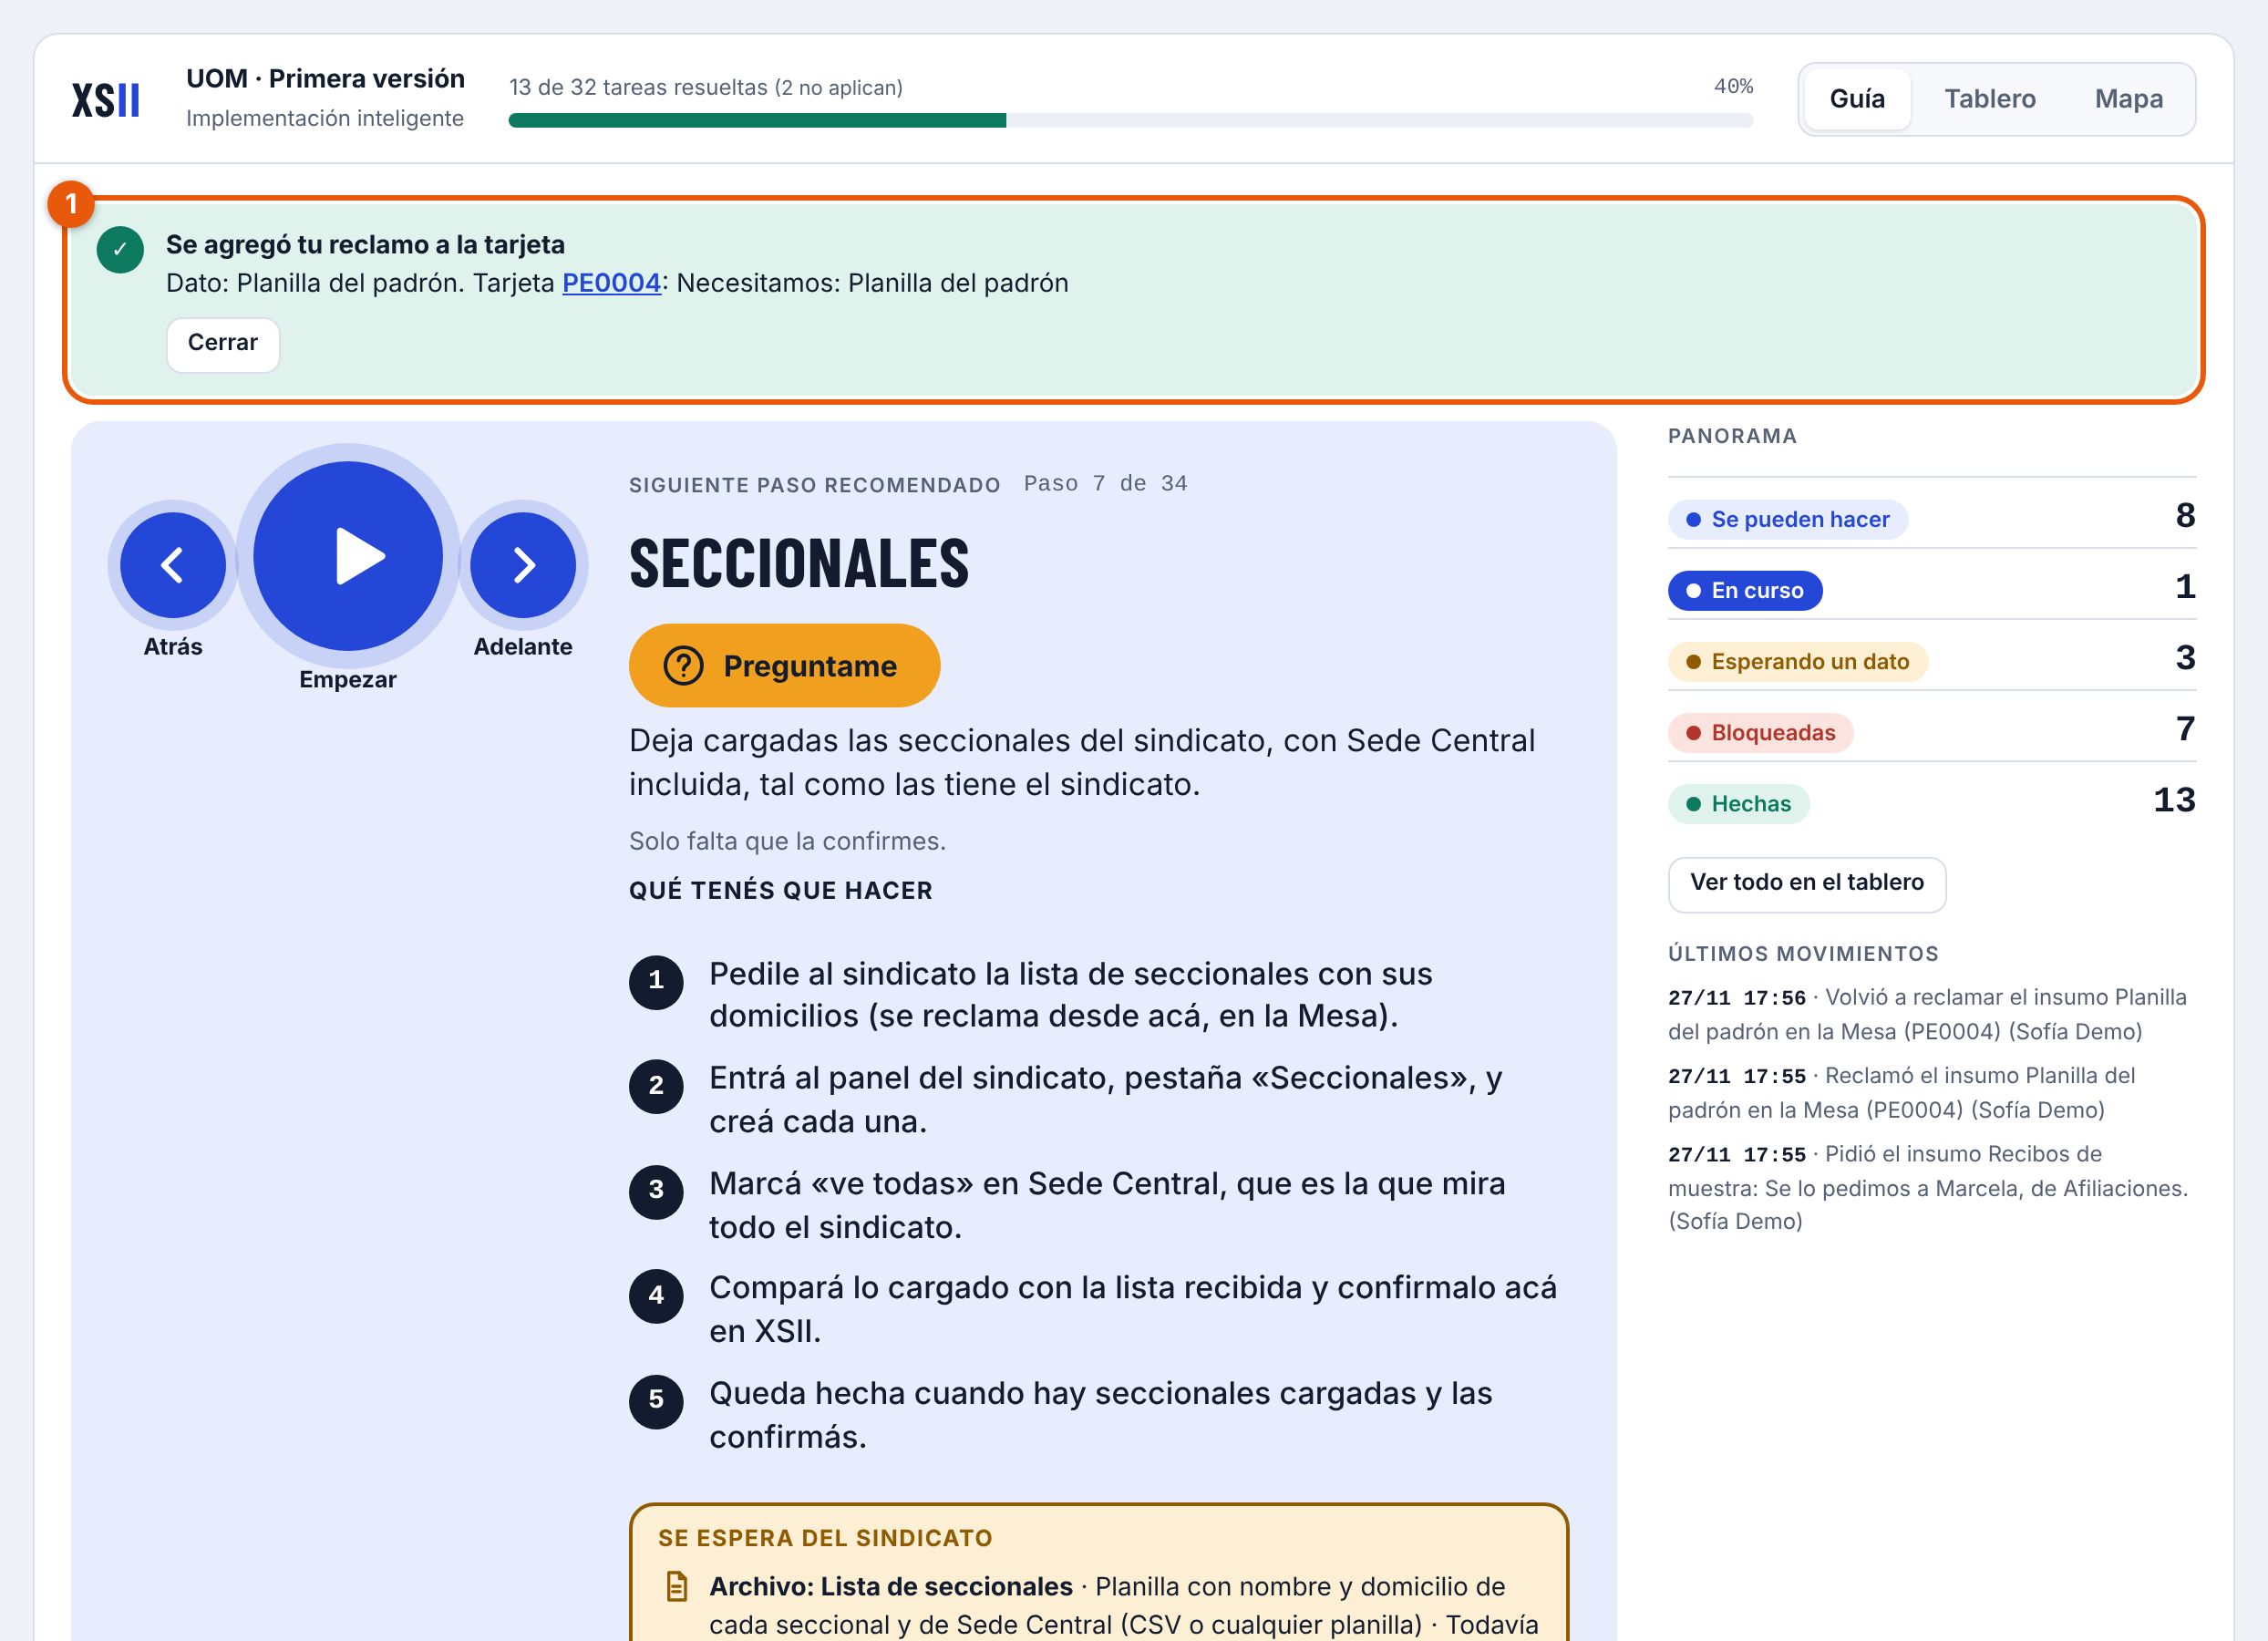 XSII
UOM · Primera versión
Implementación inteligente
13 de 32 tareas resueltas (2 no aplican)
40%
Guía
Tablero
Mapa
1
✓
Se agregó tu reclamo a la tarjeta
Dato: Planilla del padrón. Tarjeta PE0004: Necesitamos: Planilla del padrón
Cerrar
Atrás
Empezar
Adelante
SIGUIENTE PASO RECOMENDADO Paso 7 de 34
SECCIONALES
? Preguntame
Deja cargadas las seccionales del sindicato, con Sede Central
incluida, tal como las tiene el sindicato.
Solo falta que la confirmes.
QUÉ TENÉS QUE HACER
1 Pedile al sindicato la lista de seccionales con sus
domicilios (se reclama desde acá, en la Mesa).
2 Entrá al panel del sindicato, pestaña «Seccionales», y
creá cada una.
3 Marcá «ve todas» en Sede Central, que es la que mira
todo el sindicato.
4 Compará lo cargado con la lista recibida y confirmalo acá
en XSII.
5 Queda hecha cuando hay seccionales cargadas y las
confirmás.
SE ESPERA DEL SINDICATO
Archivo: Lista de seccionales · Planilla con nombre y domicilio de
cada seccional y de Sede Central (CSV o cualquier planilla) · Todavía
PANORAMA
Se pueden hacer 8
En curso 1
Esperando un dato 3
Bloqueadas 7
Hechas 13
Ver todo en el tablero
ÚLTIMOS MOVIMIENTOS
27/11 17:56 · Volvió a reclamar el insumo Planilla
del padrón en la Mesa (PE0004) (Sofía Demo)
27/11 17:55 · Reclamó el insumo Planilla del
padrón en la Mesa (PE0004) (Sofía Demo)
27/11 17:55 · Pidió el insumo Recibos de
muestra: Se lo pedimos a Marcela, de Afiliaciones.
(Sofía Demo)